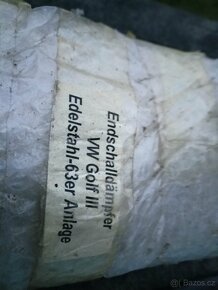 Endschalldämpfer
VW Golf III
Edelstahl-63er Anlage
Bazos.cz